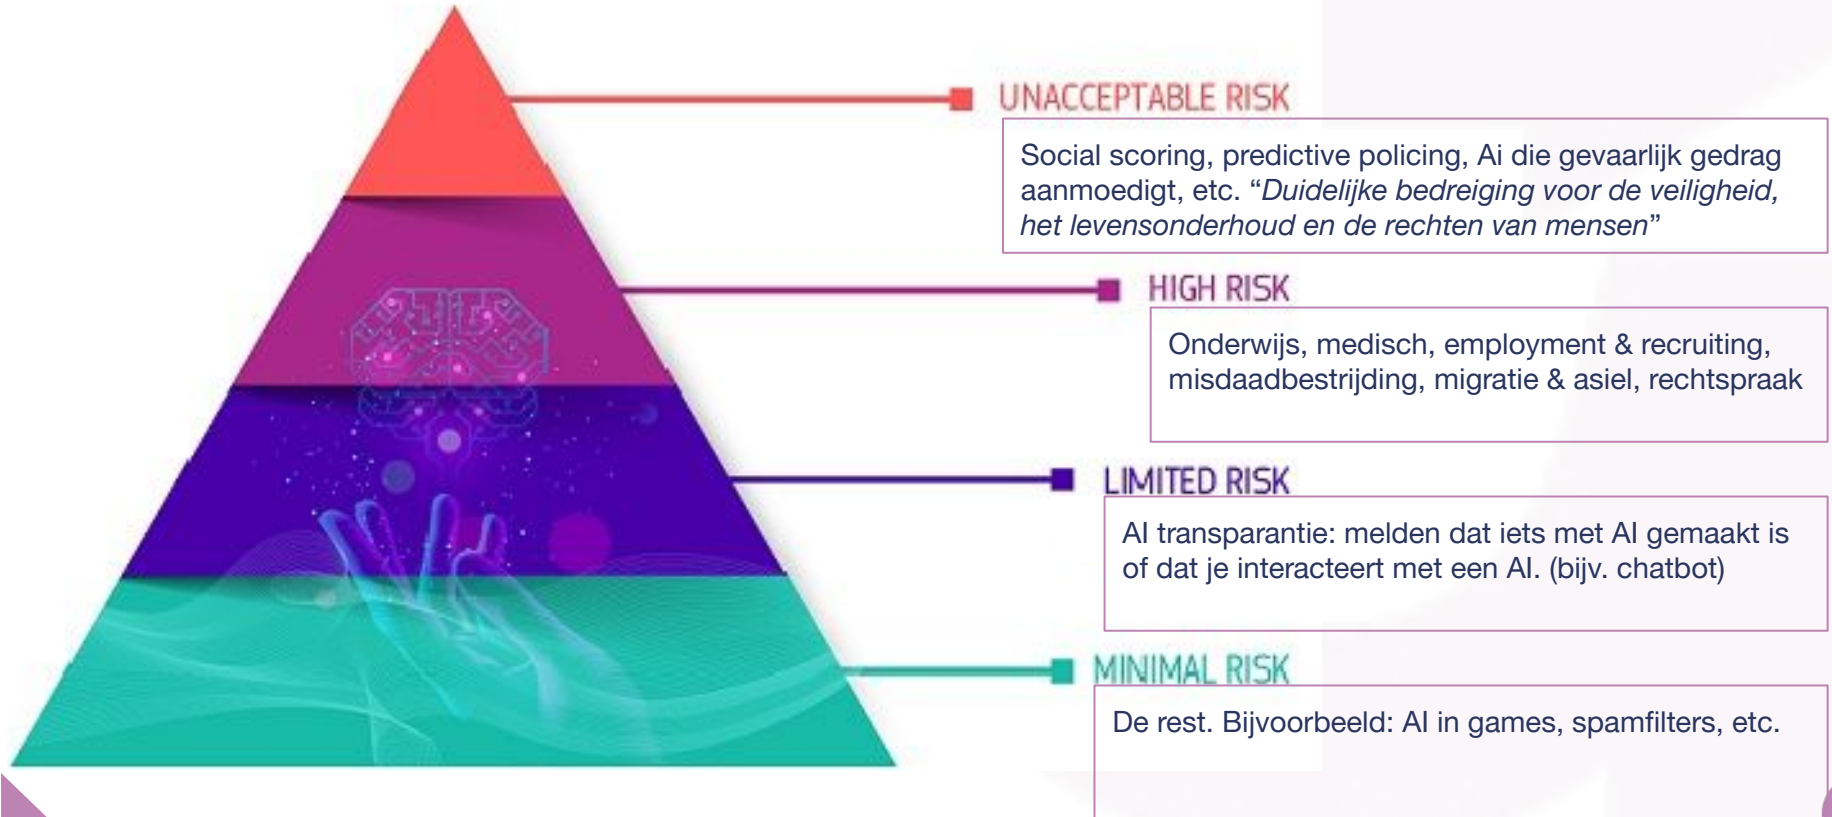 UNACCEPTABLE RISK
Social scoring, predictive policing, Ai die gevaarlijk gedrag
aanmoedigt, etc. “Duidelijke bedreiging voor de veiligheid,
het levensonderhoud en de rechten van mensen”
HIGH RISK
Onderwijs, medisch, employment & recruiting,
misdaadbestrijding, migratie & asiel, rechtspraak
LIMITED RISK
AI transparantie: melden dat iets met AI gemaakt is
of dat je interacteert met een AI. (bijv. chatbot)
MINIMAL RISK
De rest. Bijvoorbeeld: AI in games, spamfilters, etc.